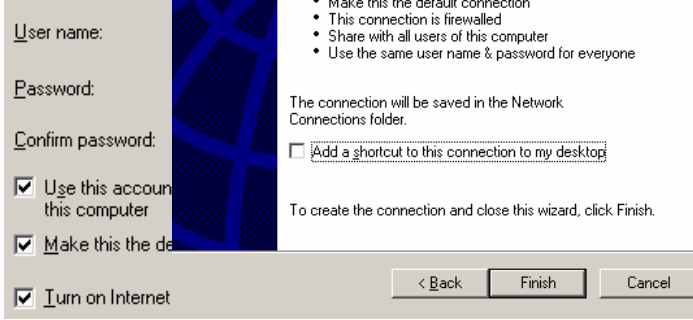 Make this the default connection
• This connection is firewalled
• Share with all users of this computer
• Use the same user name & password for everyone
User name:
Password:
Confirm password:
Use this accoun
this computer
Make this the de
Turn on Internet
The connection will be saved in the Network
Connections folder.
Add a shortcut to this connection to my desktop
To create the connection and close this wizard, click Finish.
< Back
Finish
Cancel